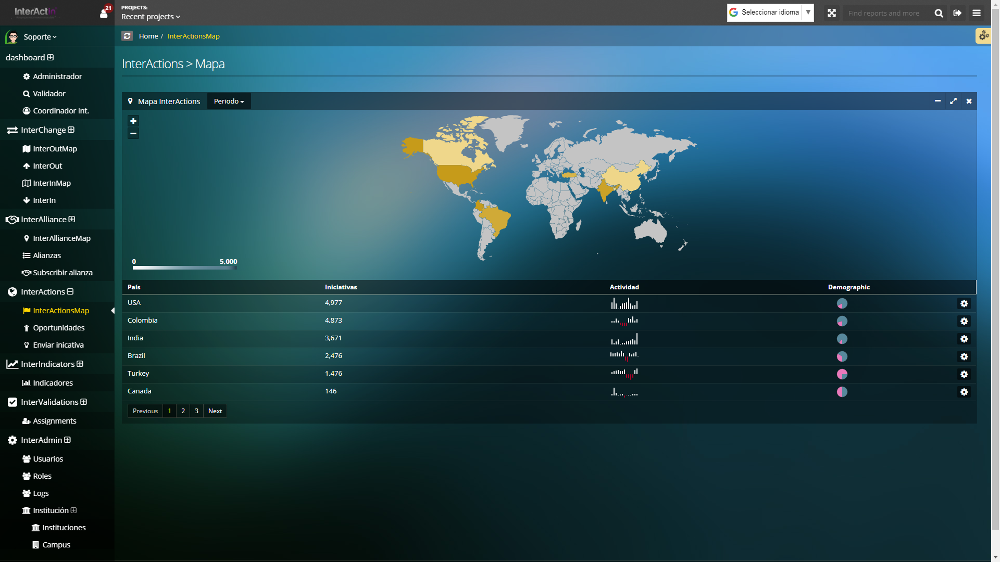 InterActin
21
PROJECTS:
Recent projects
Seleccionar idioma
Find reports and more
Soporte
Home / InterActionsMap
dashboard
Administrador
Validador
Coordinador Int.
InterChange
InterOutMap
InterOut
InterInMap
InterIn
InterAlliance
InterAllianceMap
Alianzas
Subscribir alianza
InterActions
InterActionsMap
Oportunidades
Enviar inicativa
InterIndicators
Indicadores
InterValidations
Assignments
InterAdmin
Usuarios
Roles
Logs
Institución
Instituciones
Campus
InterActions > Mapa
Mapa InterActions Periodo
+
−
0 5,000
País Iniciativas Actividad Demographic
USA 4,977
Colombia 4,873
India 3,671
Brazil 2,476
Turkey 1,476
Canada 146
Previous 1 2 3 Next